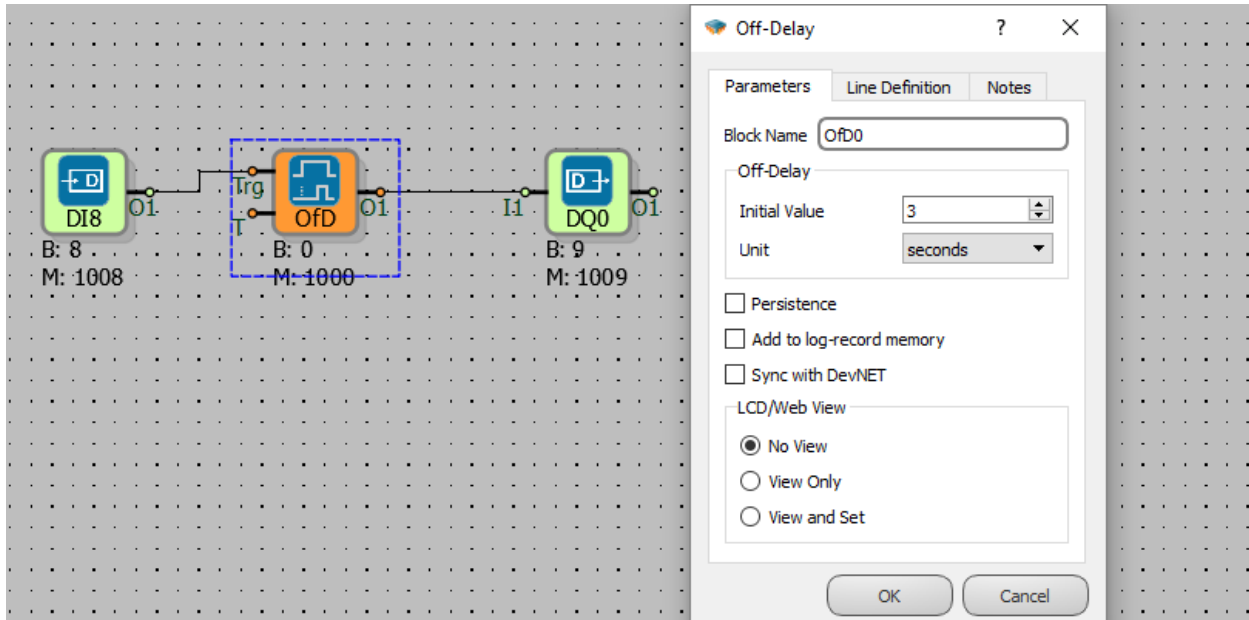 DI8
O1
B: 8
M: 1008
Trg
T
OfD
O1
B: 0
M: 1000
I1
DQ0
O1
B: 9
M: 1009
Off-Delay
?
Parameters
Line Definition
Notes
Block Name OfD0
Off-Delay
Initial Value 3
Unit seconds
Persistence
Add to log-record memory
Sync with DevNET
LCD/Web View
No View
View Only
View and Set
OK
Cancel